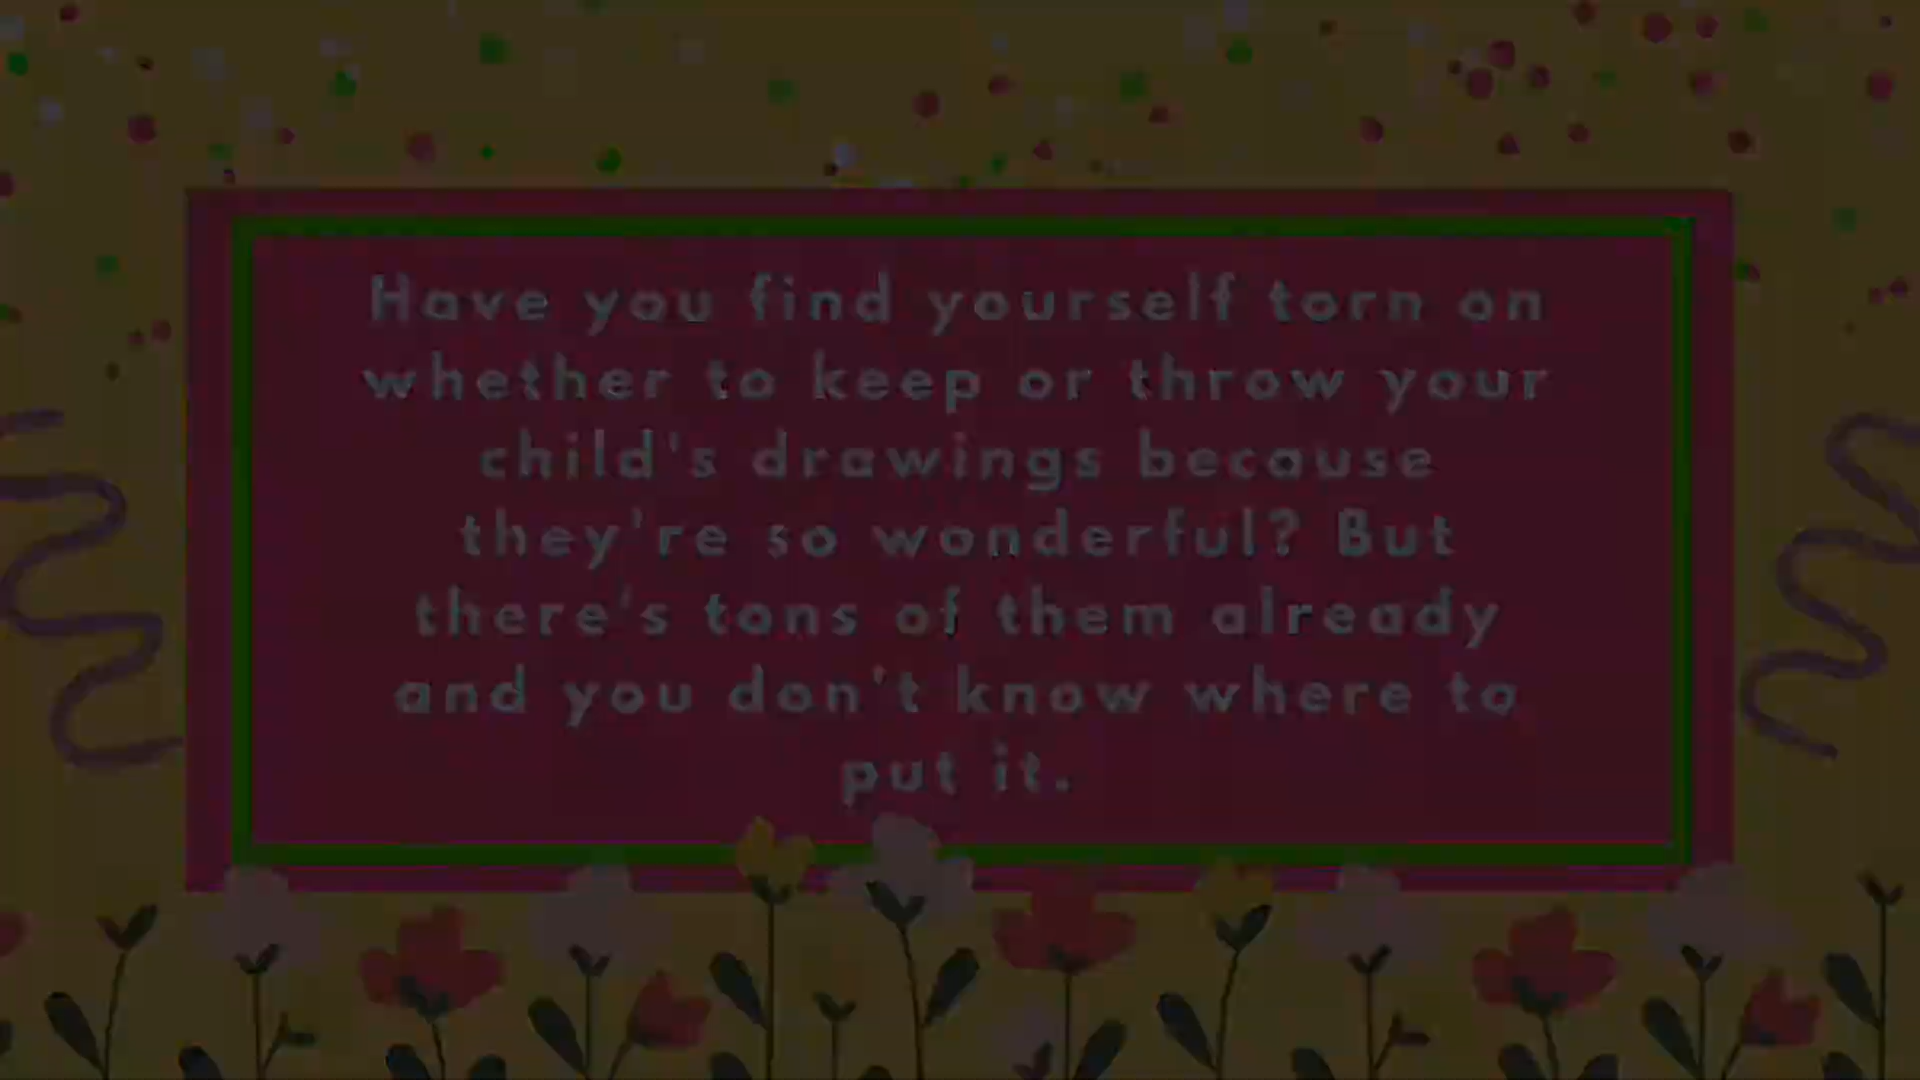 Have you find yourself torn on
whether to keep or throw your
child's drawings because
they're so wonderful? But
there's tons of them already
and you don't know where to
put it.